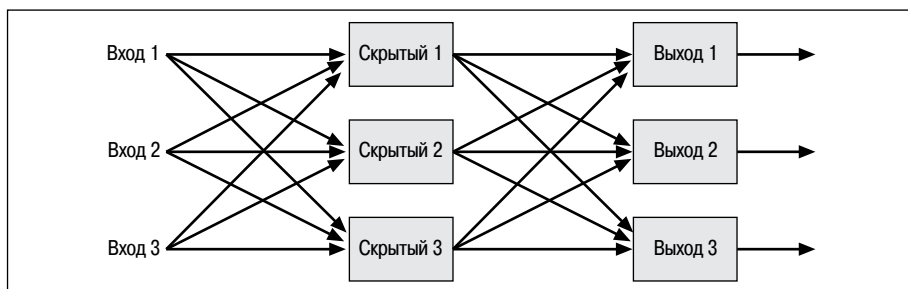 Вход 1
Скрытый 1
Выход 1
Вход 2
Скрытый 2
Выход 2
Вход 3
Скрытый 3
Выход 3